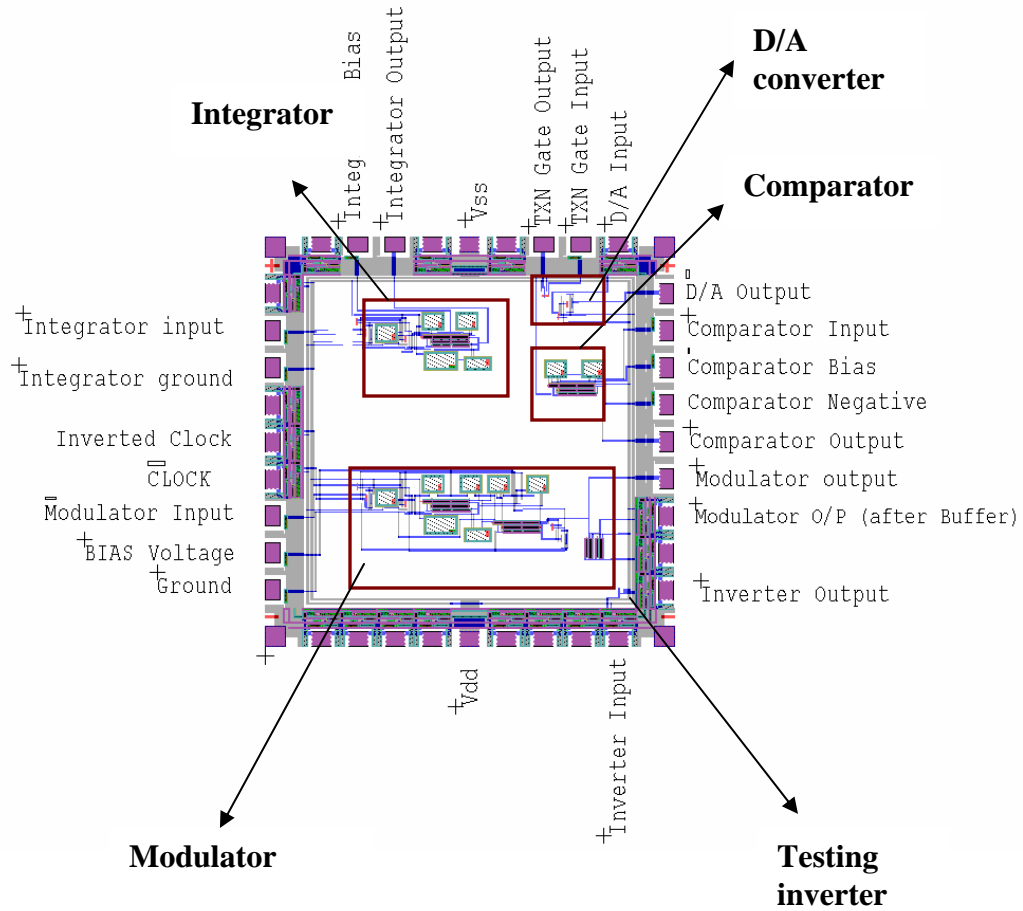 D/A
converter
Integrator
Comparator
Integ Bias
Integrator Output
Vss
TXN Gate Output
TXN Gate Input
D/A Input
D/A Output
Comparator Input
Comparator Bias
Comparator Negative
Comparator Output
Modulator output
Modulator O/P (after Buffer)
Inverter Output
Integrator input
Integrator ground
Inverted Clock
CLOCK
Modulator Input
BIAS Voltage
Ground
Vdd
Inverter Input
Modulator
Testing
inverter